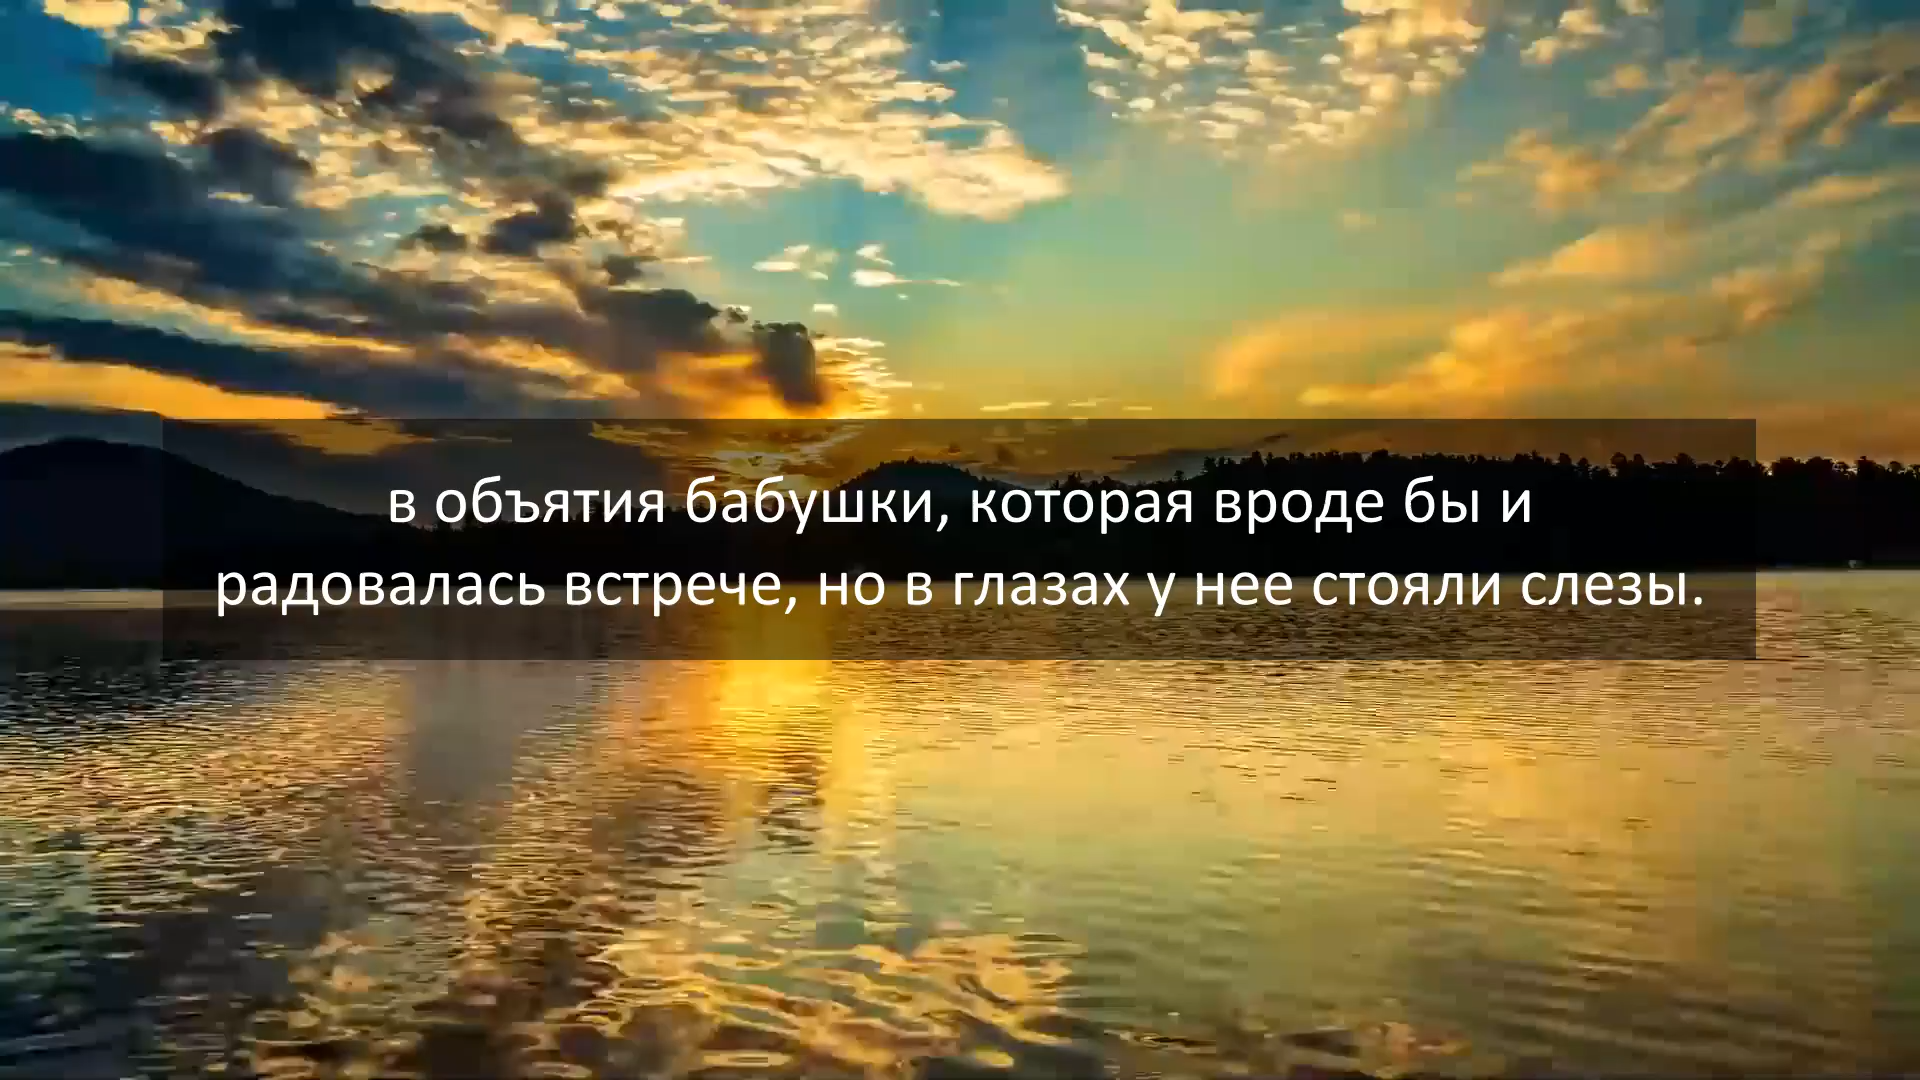 в объятия бабушки, которая вроде бы и
радовалась встрече, но в глазах у нее стояли слезы.